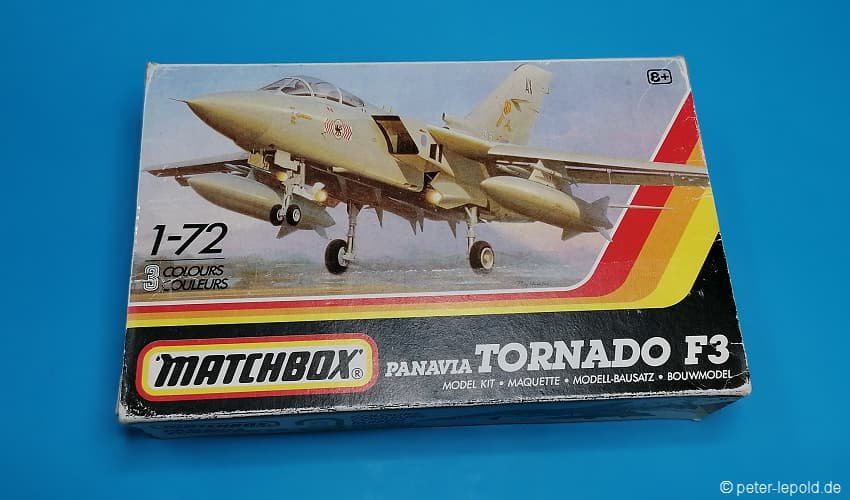 8+
1-72
3 COLOURS
COULEURS
MATCHBOX®
PANAVIA TORNADO F3
MODEL KIT • MAQUETTE • MODELL-BAUSATZ • BOUWMODEL
MATCHBOX
© peter-lepold.de